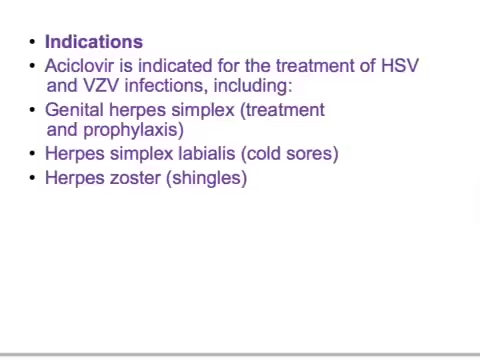 • Indications
• Aciclovir is indicated for the treatment of HSV
and VZV infections, including:
• Genital herpes simplex (treatment
and prophylaxis)
• Herpes simplex labialis (cold sores)
• Herpes zoster (shingles)